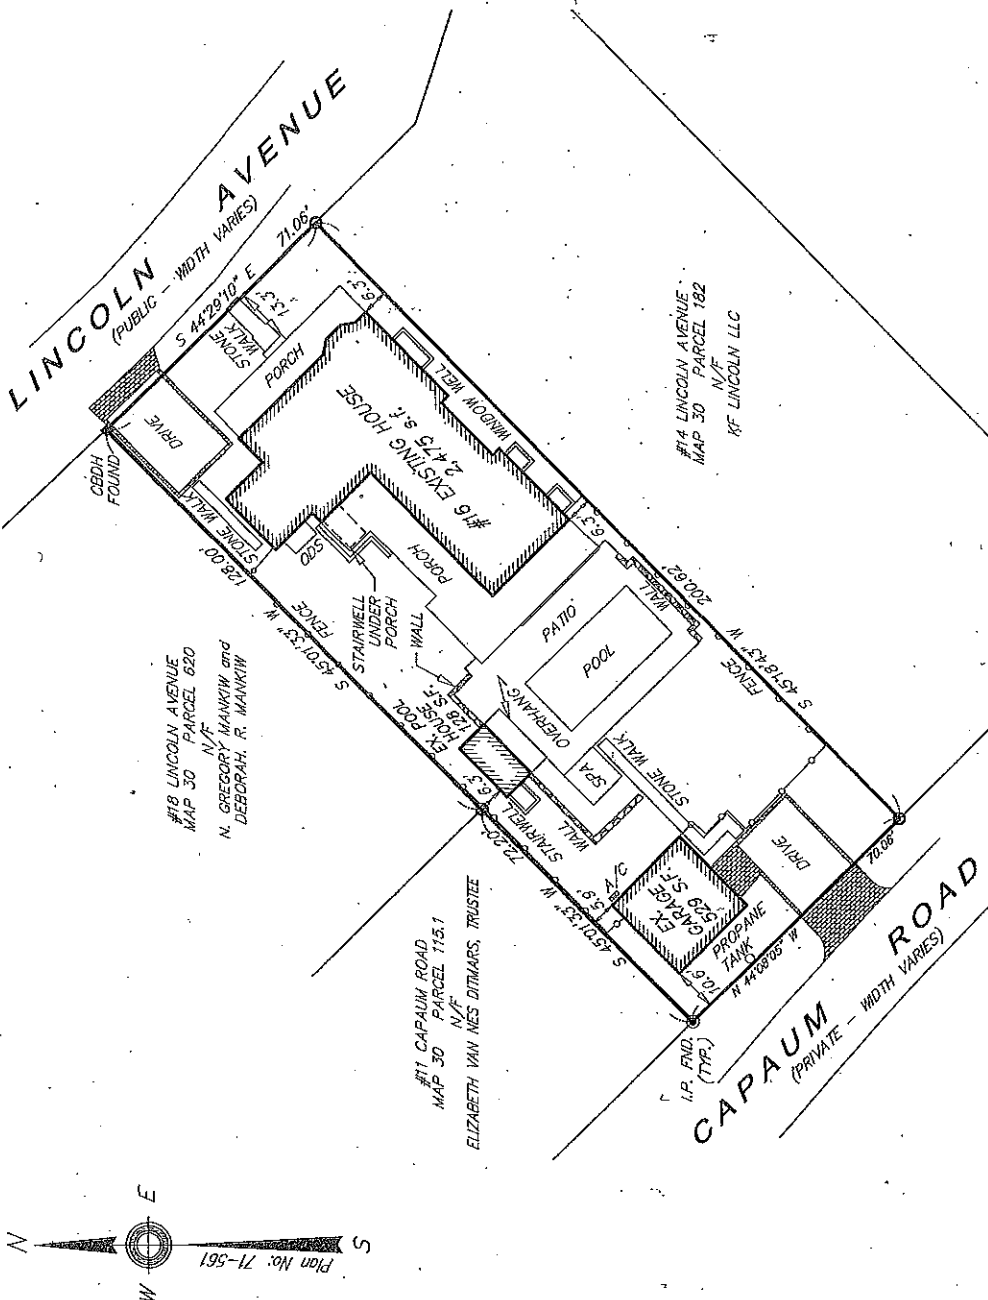 LINCOLN AVENUE
(PUBLIC - WIDTH VARIES)
S 44°29'10" E
71.06'
CBDH
FOUND
DRIVE
STONE
WALK
13.3'
PORCH
6.3'
STONE WALK
128.00'
ODS
#16 EXISTING HOUSE
2,475 s.f.
WINDOW WELL
FENCE
S 45°01'33" W
STAIRWELL
UNDER
PORCH
PORCH
WALL
6.3'
#14 LINCOLN AVENUE
MAP 30 PARCEL 182
N/F
KF LINCOLN LLC
#18 LINCOLN AVENUE
MAP 30 PARCEL 620
N/F
N. GREGORY MANKIW and
DEBORAH. R. MANKIW
PATIO
POOL
WALL
200.62'
FENCE
S 45°18'43" W
EX. POOL
HOUSE
128 S.F.
OVERHANG
6.3'
SPA
STONE WALK
STAIRWELL
WALL
72.20'
S 45°01'33" W
5.9'
A/C
EX.
GARAGE
529 S.F.
DRIVE
70.06'
PROPANE
TANK
10.6'
N 44°08'05" W
#11 CAPAUM ROAD
MAP 30 PARCEL 115.1
N/F
ELIZABETH VAN NES DITMARS, TRUSTEE
I.P. FND.
(TYP.)
CAPAUM ROAD
(PRIVATE - WIDTH VARIES)
N
E
S
W
Plan No: 71-561